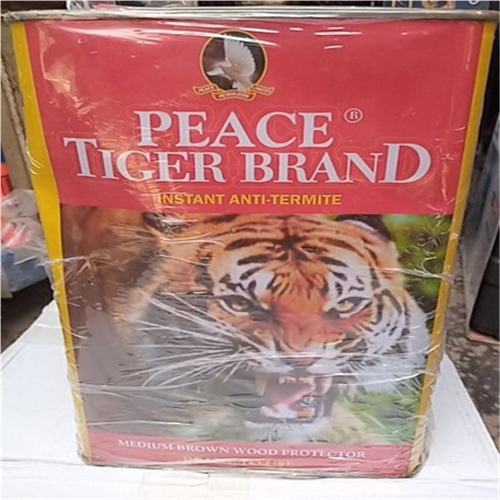 PEACE ®
TIGER BRAND
INSTANT ANTI-TERMITE
MEDIUM BROWN WOOD PROTECTOR